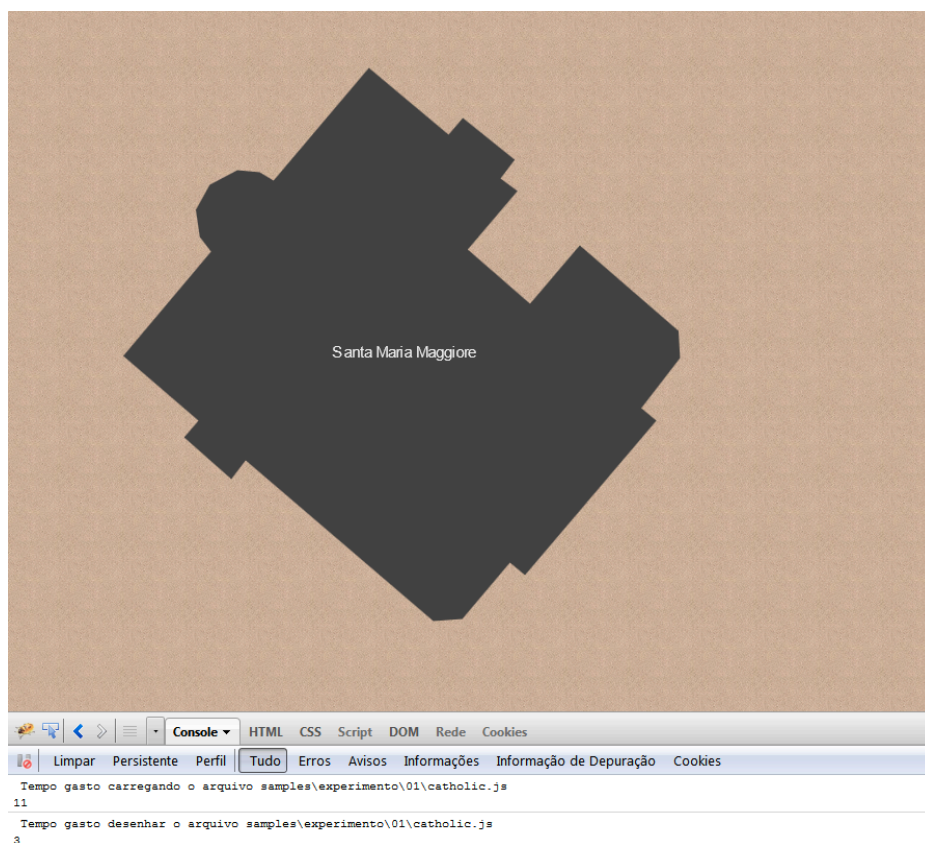 Santa Maria Maggiore
Console HTML CSS Script DOM Rede Cookies
Limpar Persistente Perfil Tudo Erros Avisos Informações Informação de Depuração Cookies
Tempo gasto carregando o arquivo samples\experimento\01\catholic.js
11
Tempo gasto desenhar o arquivo samples\experimento\01\catholic.js
3